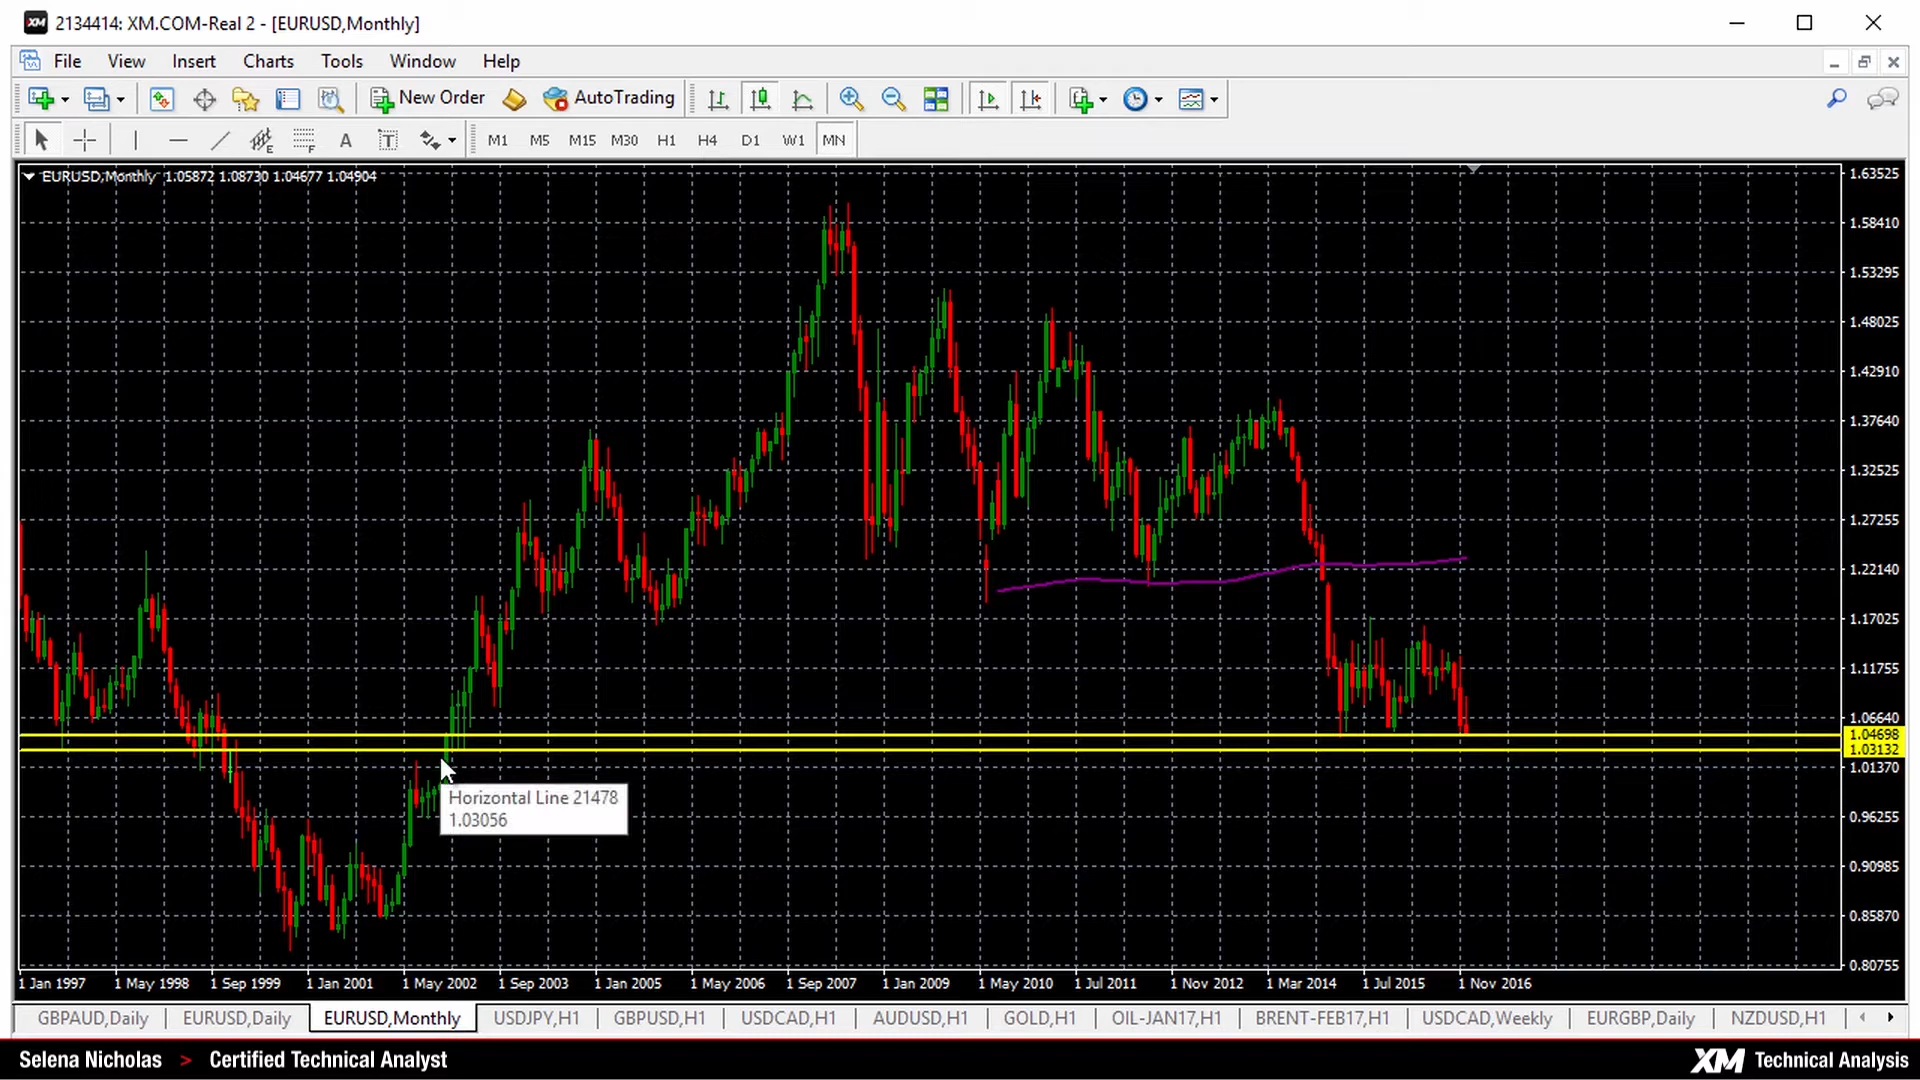 XM 2134414: XM.COM-Real 2 - [EURUSD,Monthly]
File View Insert Charts Tools Window Help
New Order AutoTrading
E F A T M1 M5 M15 M30 H1 H4 D1 W1 MN
EURUSD,Monthly 1.05872 1.08730 1.04677 1.04904
1.63525
1.58410
1.53295
1.48025
1.42910
1.37640
1.32525
1.27255
1.22140
1.17025
1.11755
1.06640
1.04698
1.03132
1.01370
Horizontal Line 21478
1.03056
0.96255
0.90985
0.85870
0.80755
1 Jan 1997 1 May 1998 1 Sep 1999 1 Jan 2001 1 May 2002 1 Sep 2003 1 Jan 2005 1 May 2006 1 Sep 2007 1 Jan 2009 1 May 2010 1 Jul 2011 1 Nov 2012 1 Mar 2014 1 Jul 2015 1 Nov 2016
GBPAUD,Daily EURUSD,Daily EURUSD,Monthly USDJPY,H1 GBPUSD,H1 USDCAD,H1 AUDUSD,H1 GOLD,H1 OIL-JAN17,H1 BRENT-FEB17,H1 USDCAD,Weekly EURGBP,Daily NZDUSD,H1
Selena Nicholas > Certified Technical Analyst XM Technical Analysis